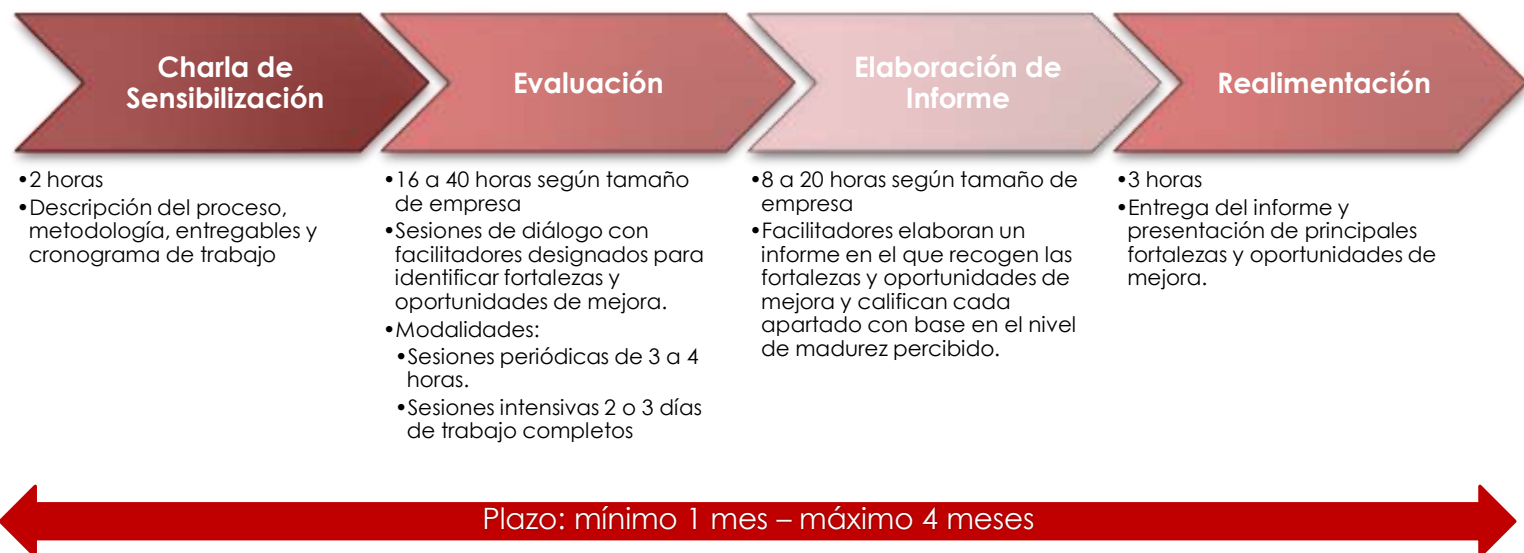 Charla de
Sensibilización
Evaluación
Elaboración de
Informe
Realimentación
•2 horas
•Descripción del proceso,
metodología, entregables y
cronograma de trabajo
•16 a 40 horas según tamaño
de empresa
•Sesiones de diálogo con
facilitadores designados para
identificar fortalezas y
oportunidades de mejora.
•Modalidades:
•Sesiones periódicas de 3 a 4
horas.
•Sesiones intensivas 2 o 3 días
de trabajo completos
•8 a 20 horas según tamaño de
empresa
•Facilitadores elaboran un
informe en el que recogen las
fortalezas y oportunidades de
mejora y califican cada
apartado con base en el nivel
de madurez percibido.
•3 horas
•Entrega del informe y
presentación de principales
fortalezas y oportunidades de
mejora.
Plazo: mínimo 1 mes – máximo 4 meses